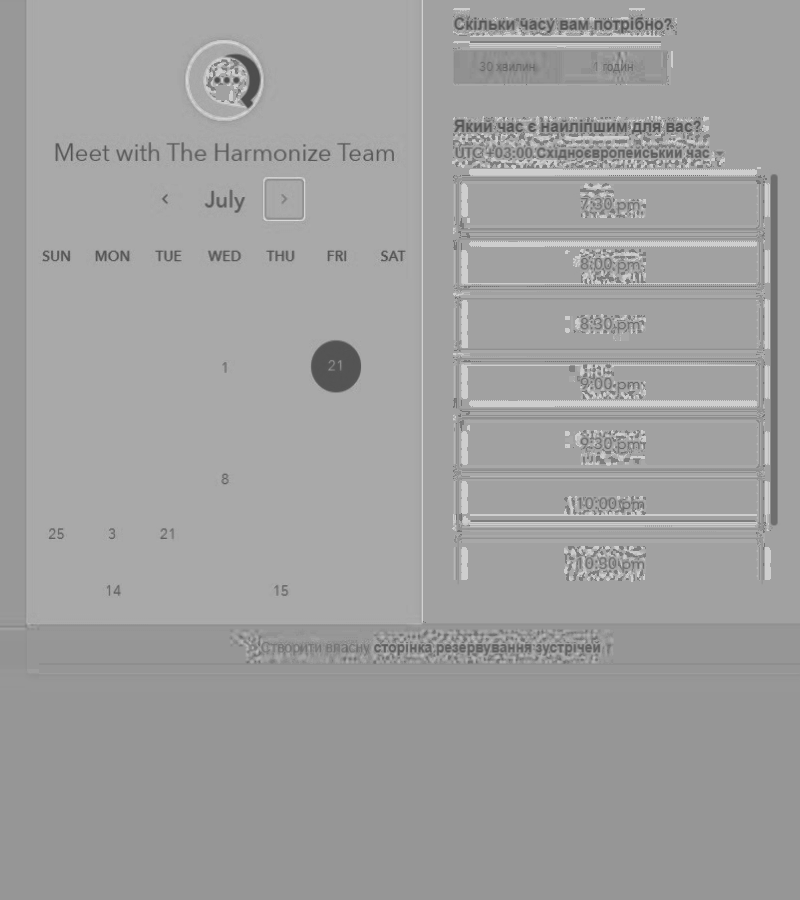 Meet with The Harmonize Team
July
SUN MON TUE WED THU FRI SAT
1 21
8
25 3 21
14 15
Скільки часу вам потрібно?
30 хвилин 1 годин
Який час є найліпшим для вас?
UTC +03:00 Східноєвропейський час
7:30 pm
8:00 pm
8:30 pm
9:00 pm
9:30 pm
10:00 pm
10:30 pm
Створити власну сторінка резервування зустрічей